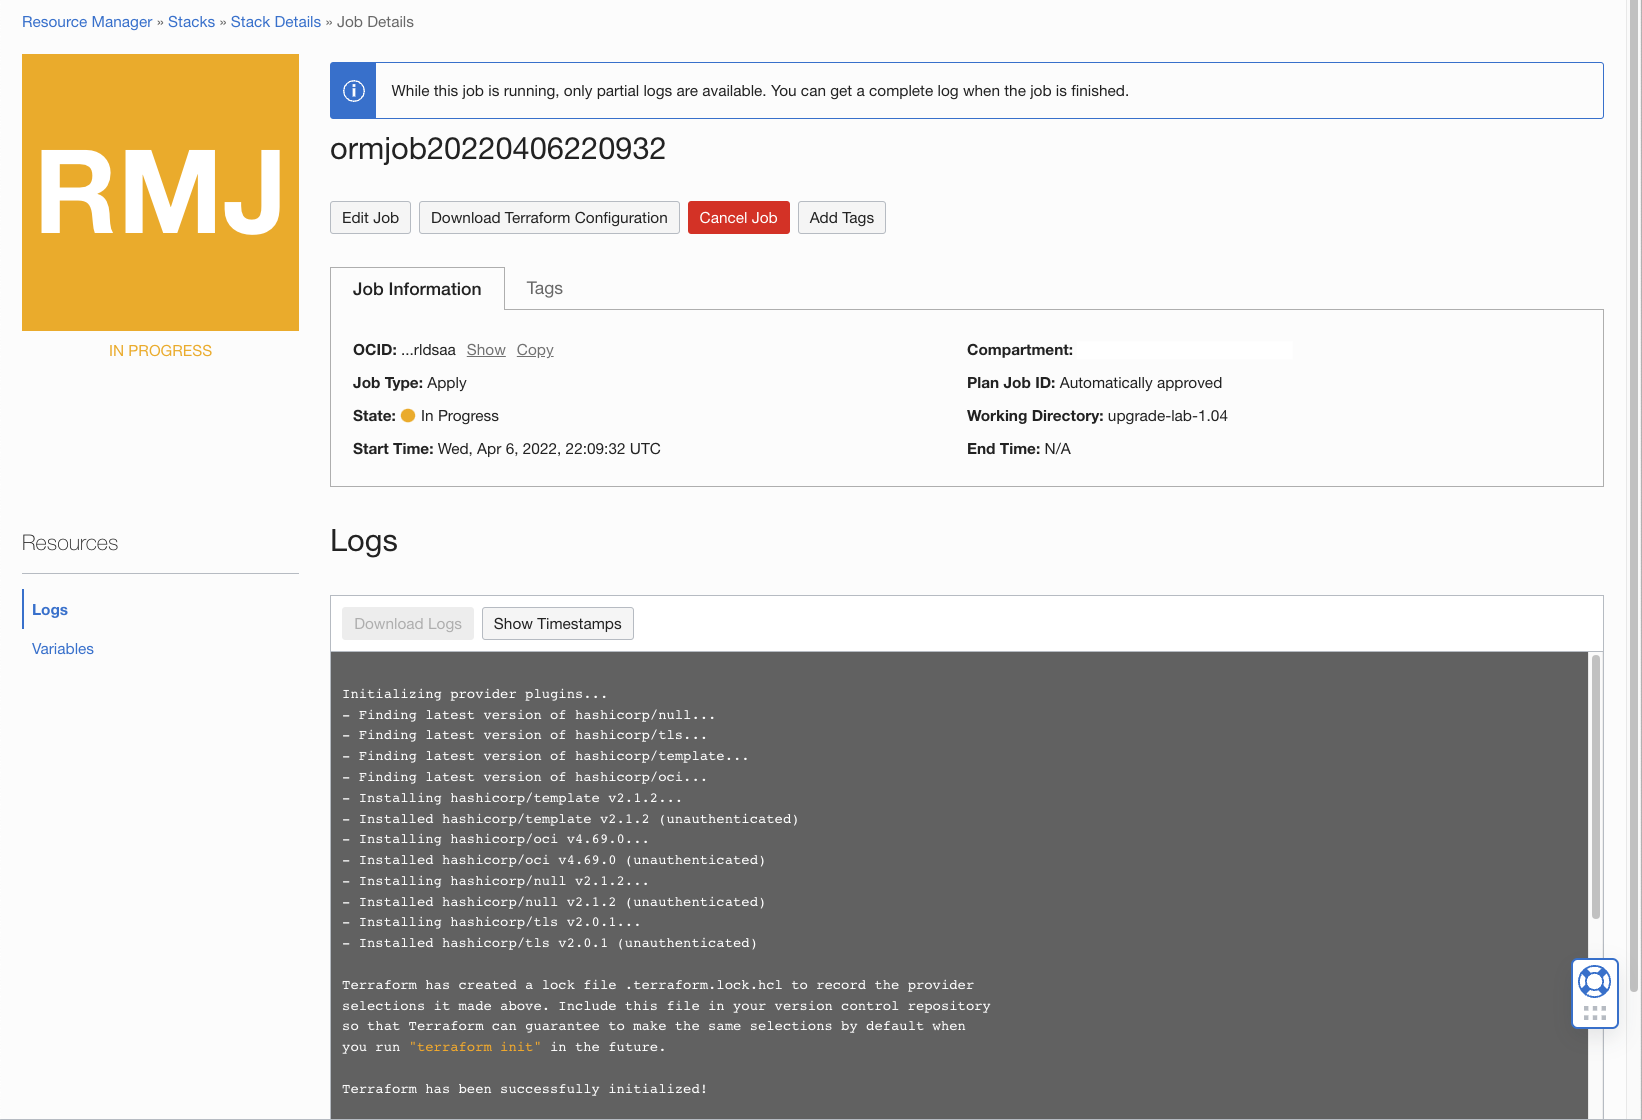 Resource Manager » Stacks » Stack Details » Job Details
RMJ
IN PROGRESS
While this job is running, only partial logs are available. You can get a complete log when the job is finished.
ormjob20220406220932
Edit Job Download Terraform Configuration Cancel Job Add Tags
Job Information Tags
OCID: ...rldsaa Show Copy
Job Type: Apply
State: In Progress
Start Time: Wed, Apr 6, 2022, 22:09:32 UTC
Compartment:
Plan Job ID: Automatically approved
Working Directory: upgrade-lab-1.04
End Time: N/A
Resources
Logs
Variables
Logs
Download Logs Show Timestamps
Initializing provider plugins...
- Finding latest version of hashicorp/null...
- Finding latest version of hashicorp/tls...
- Finding latest version of hashicorp/template...
- Finding latest version of hashicorp/oci...
- Installing hashicorp/template v2.1.2...
- Installed hashicorp/template v2.1.2 (unauthenticated)
- Installing hashicorp/oci v4.69.0...
- Installed hashicorp/oci v4.69.0 (unauthenticated)
- Installing hashicorp/null v2.1.2...
- Installed hashicorp/null v2.1.2 (unauthenticated)
- Installing hashicorp/tls v2.0.1...
- Installed hashicorp/tls v2.0.1 (unauthenticated)
Terraform has created a lock file .terraform.lock.hcl to record the provider
selections it made above. Include this file in your version control repository
so that Terraform can guarantee to make the same selections by default when
you run "terraform init" in the future.
Terraform has been successfully initialized!